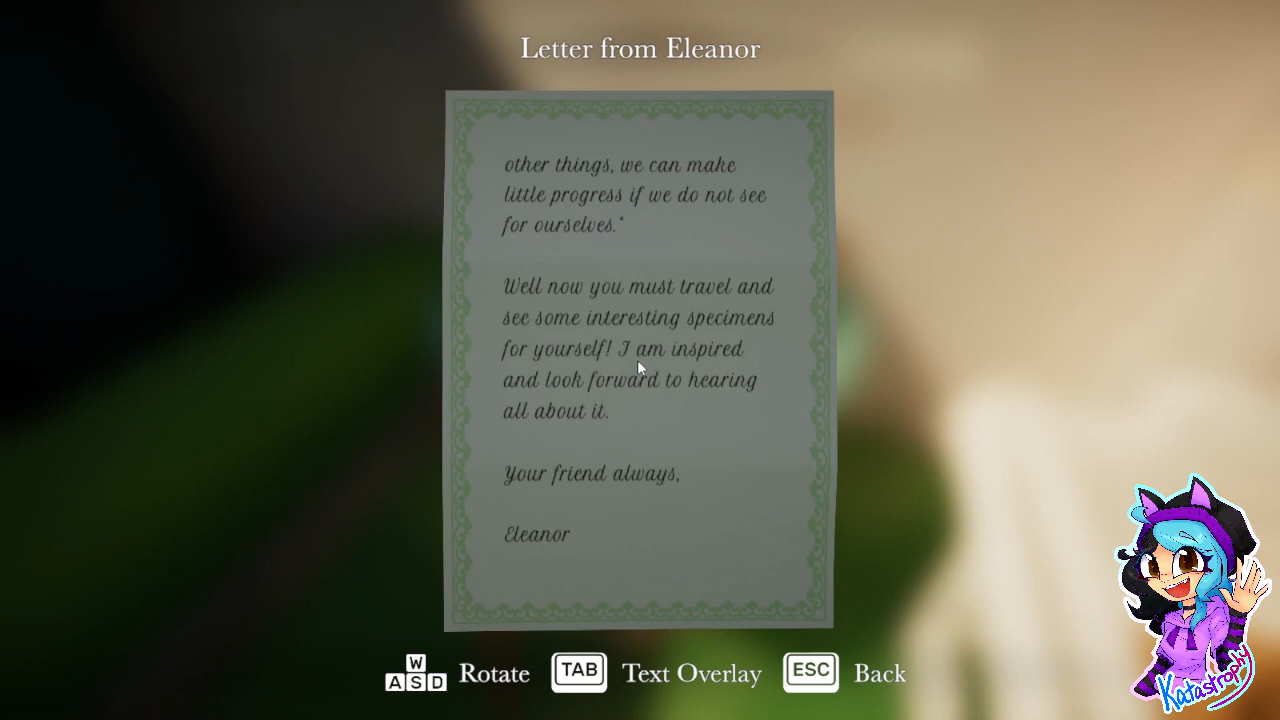 Letter from Eleanor
other things, we can make
little progress if we do not see
for ourselves."
Well now you must travel and
see some interesting specimens
for yourself! I am inspired
and look forward to hearing
all about it.
Your friend always,
Eleanor
W
A S D Rotate TAB Text Overlay ESC Back
Katastrophy